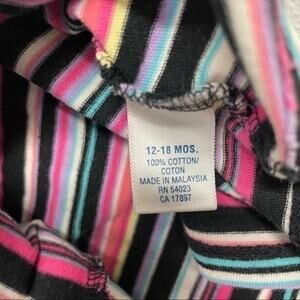 12-18 MOS.
100% COTTON/
COTON
MADE IN MALAYSIA
RN 54023
CA 17897